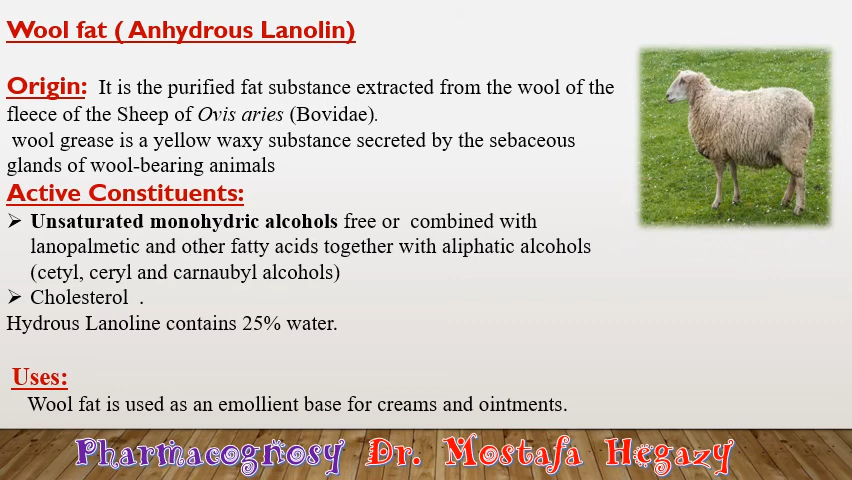 Wool fat ( Anhydrous Lanolin)
Origin: It is the purified fat substance extracted from the wool of the
fleece of the Sheep of Ovis aries (Bovidae).
wool grease is a yellow waxy substance secreted by the sebaceous
glands of wool-bearing animals
Active Constituents:
➢ Unsaturated monohydric alcohols free or combined with
lanopalmetic and other fatty acids together with aliphatic alcohols
(cetyl, ceryl and carnaubyl alcohols)
➢ Cholesterol .
Hydrous Lanoline contains 25% water.
Uses:
Wool fat is used as an emollient base for creams and ointments.
Pharmacognosy Dr. Mostafa Hegazy